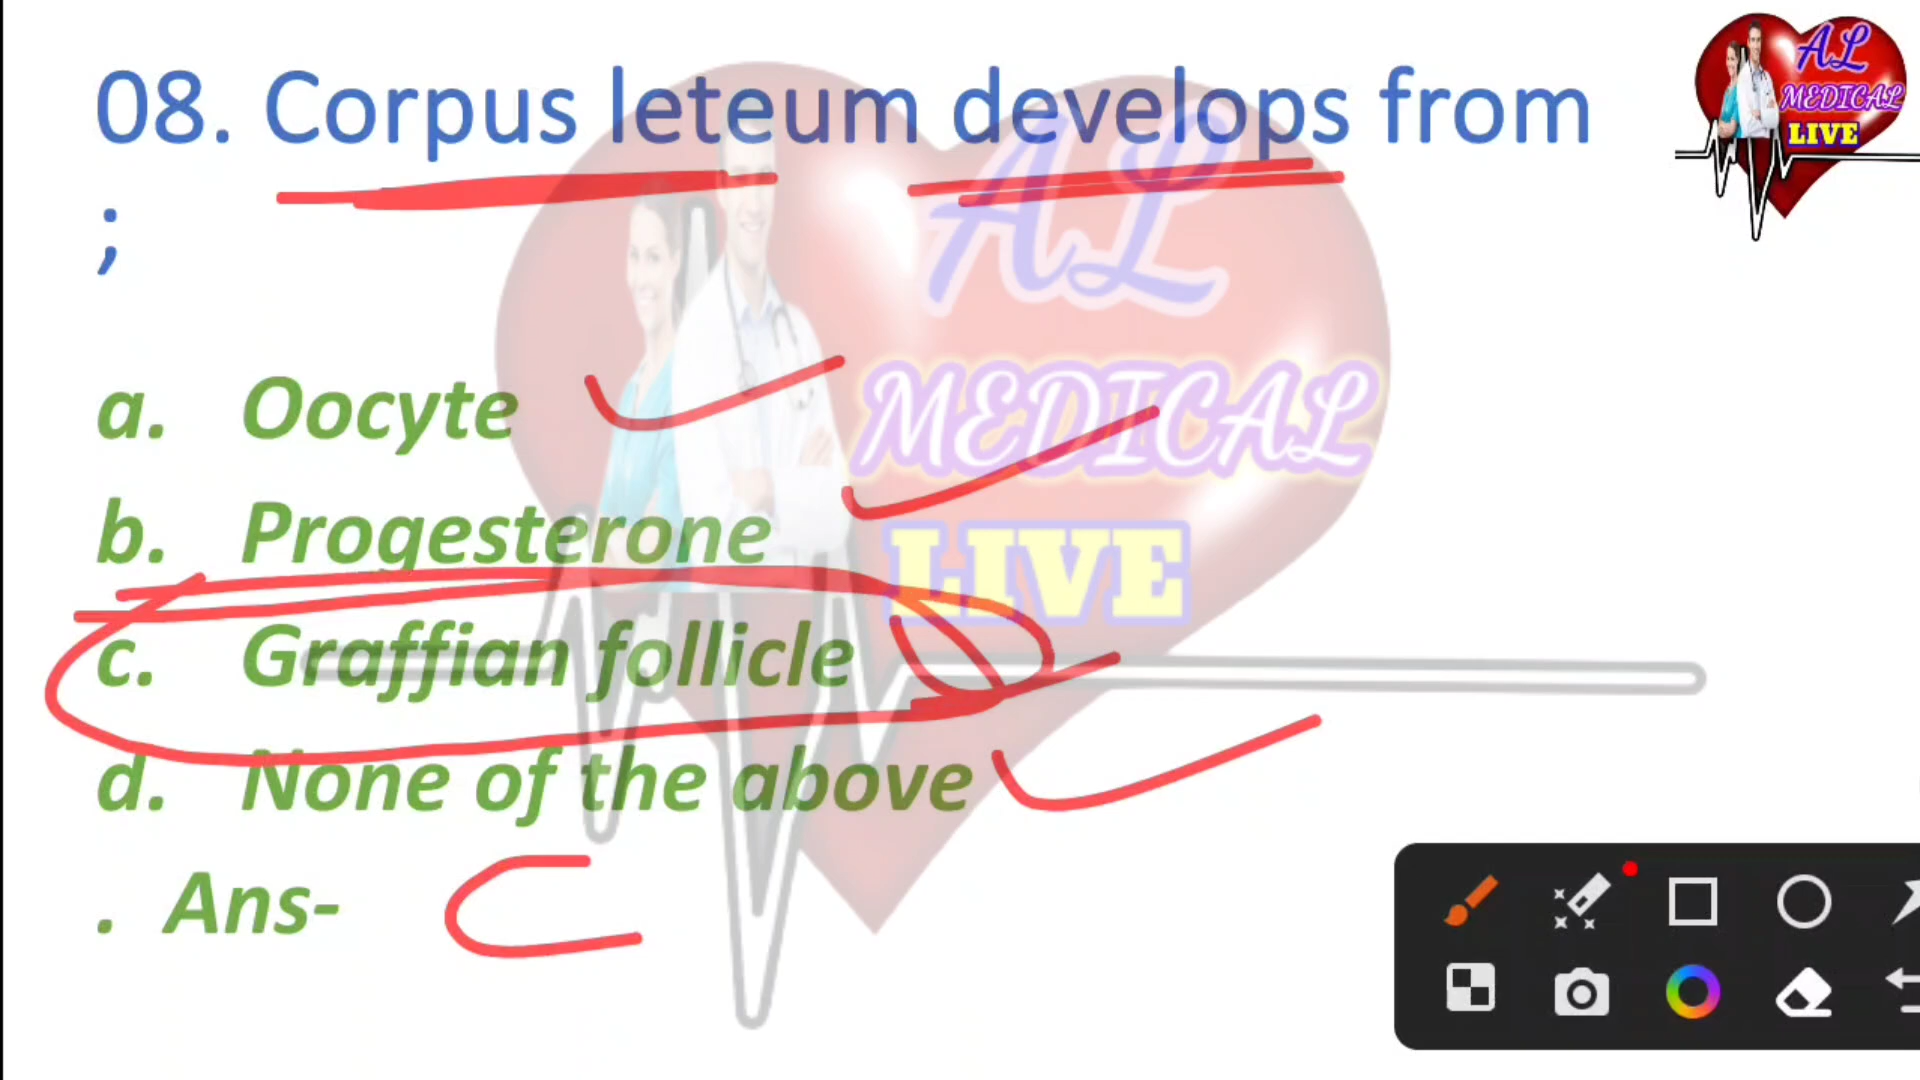 08. Corpus leteum develops from
;
a. Oocyte
b. Progesterone
c. Graffian follicle
d. None of the above
. Ans- C
AL
MEDICAL
LIVE
AL
MEDICAL
LIVE